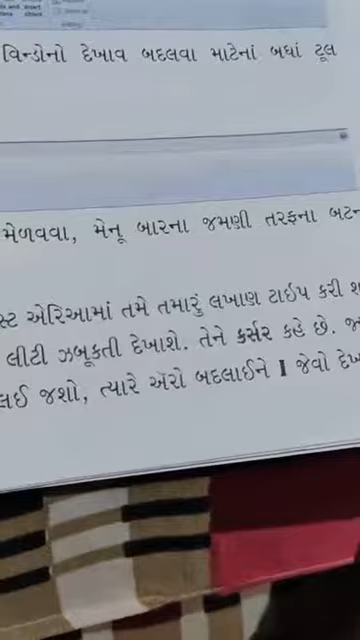 વિન્ડોનો દેખાવ બદલવા માટેનાં બધાં ટૂલ
મેળવવા, મેનૂ બારના જમણી તરફના બટન
એરિઆમાં તમે તમારું લખાણ ટાઇપ કરી
લીટી ઝબૂકતી દેખાશે. તેને કર્સર કહે છે.
લઈ જશો, ત્યારે ઍરો બદલાઈને I જેવો